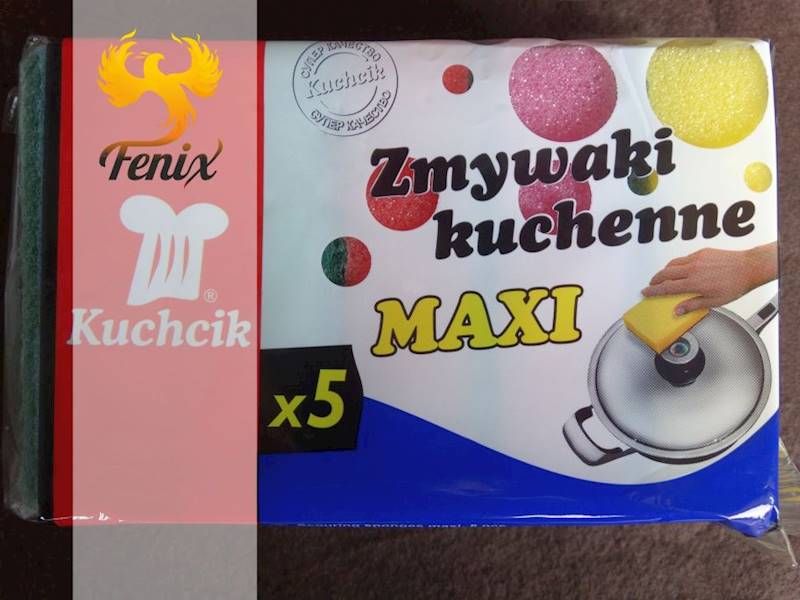 Fenix
Kuchcik®
СУПЕР КАЧЕСТВО
Kuchcik
СУПЕР КАЧЕСТВО
Zmywaki
kuchenne
MAXI
x5